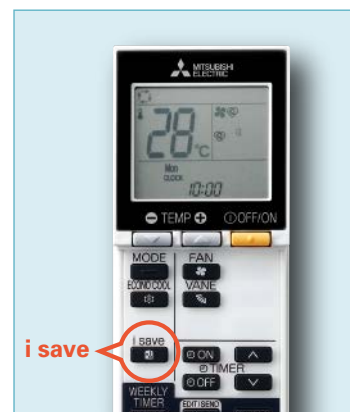 MITSUBISHI
ELECTRIC
28°C
Mon
CLOCK
10:00
TEMP
OFF/ON
MODE
FAN
ECONO COOL
VANE
i save
i save
ON
TIMER
OFF
WEEKLY
TIMER
EDIT/SEND